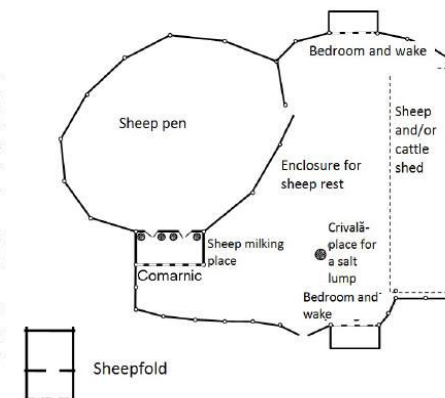 Bedroom and wake
Sheep pen
Sheep
and/or
cattle
shed
Enclosure for
sheep rest
Sheep milking
place
Crivală-
place for
a salt
lump
Comarnic
Bedroom and
wake
Sheepfold